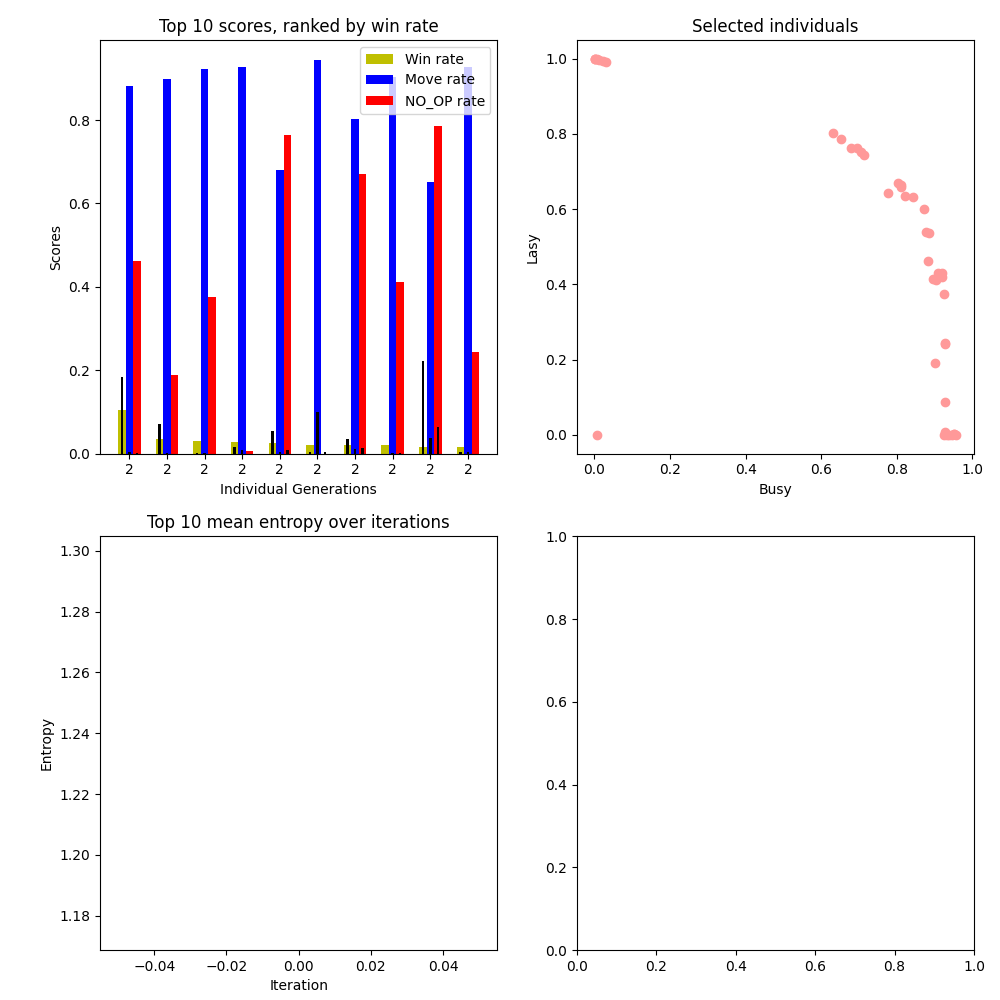 Top 10 scores, ranked by win rate
Win rate
Move rate
NO_OP rate
Scores
0.8
0.6
0.4
0.2
0.0
2 2 2 2 2 2 2 2 2 2
Individual Generations
Selected individuals
Lasy
1.0
0.8
0.6
0.4
0.2
0.0
0.0 0.2 0.4 0.6 0.8 1.0
Busy
Top 10 mean entropy over iterations
Entropy
1.30
1.28
1.26
1.24
1.22
1.20
1.18
−0.04 −0.02 0.00 0.02 0.04
Iteration
1.0
0.8
0.6
0.4
0.2
0.0
0.0 0.2 0.4 0.6 0.8 1.0